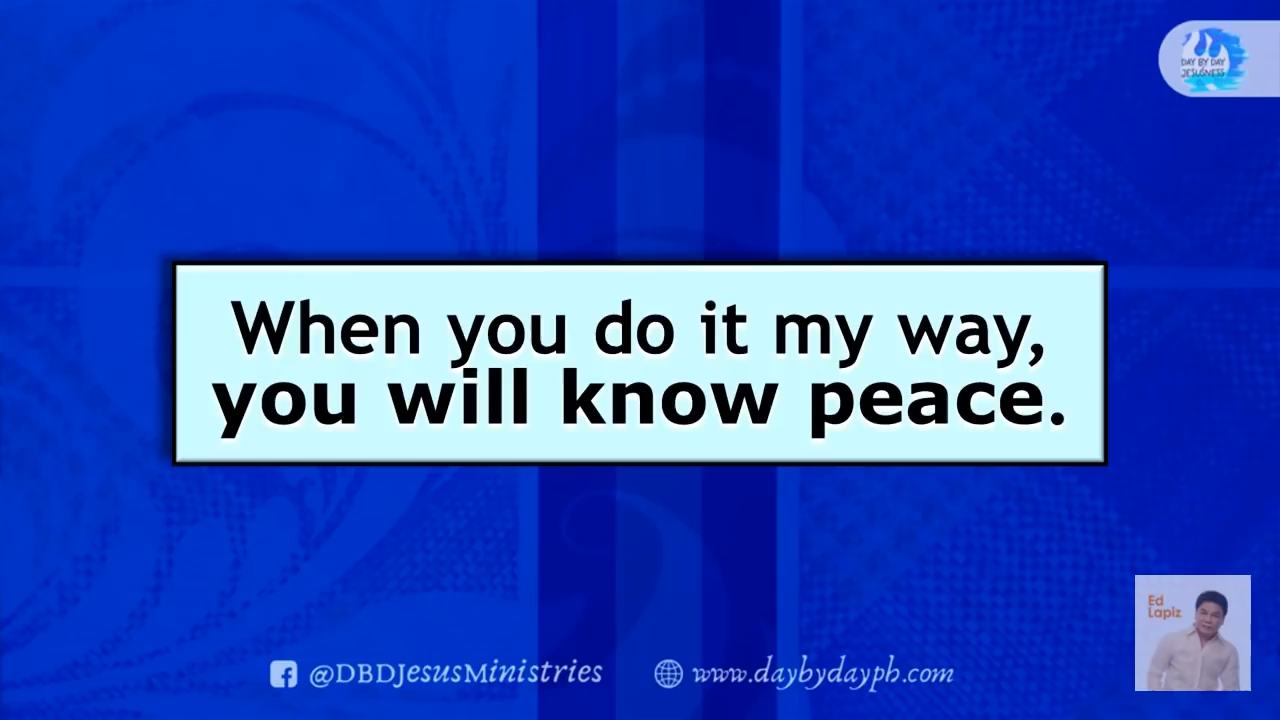 DAY BY DAY
JESUSNESS
When you do it my way,
you will know peace.
Ed
Lapiz
@DBDJesusMinistries
www.daybydayph.com